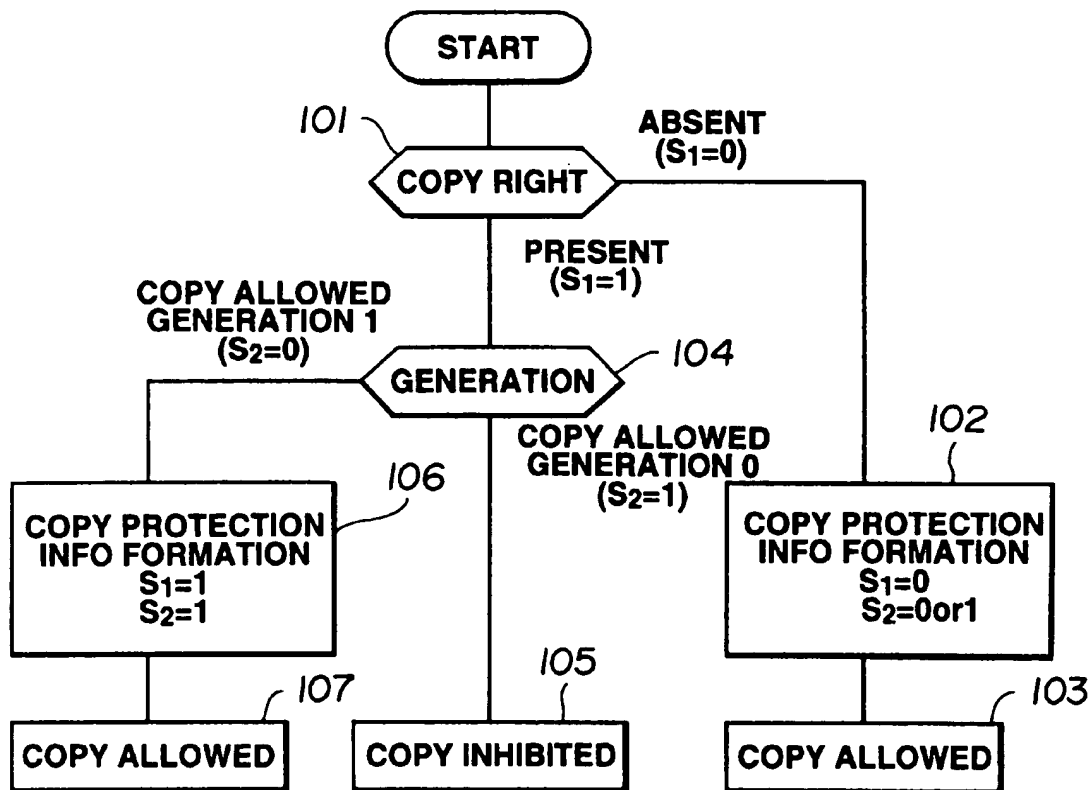 START
101
COPY RIGHT
ABSENT
(S1=0)
PRESENT
(S1=1)
COPY ALLOWED
GENERATION 1
(S2=0)
GENERATION
104
COPY ALLOWED
GENERATION 0
(S2=1)
106
COPY PROTECTION
INFO FORMATION
S1=1
S2=1
102
COPY PROTECTION
INFO FORMATION
S1=0
S2=0or1
107
COPY ALLOWED
105
COPY INHIBITED
103
COPY ALLOWED